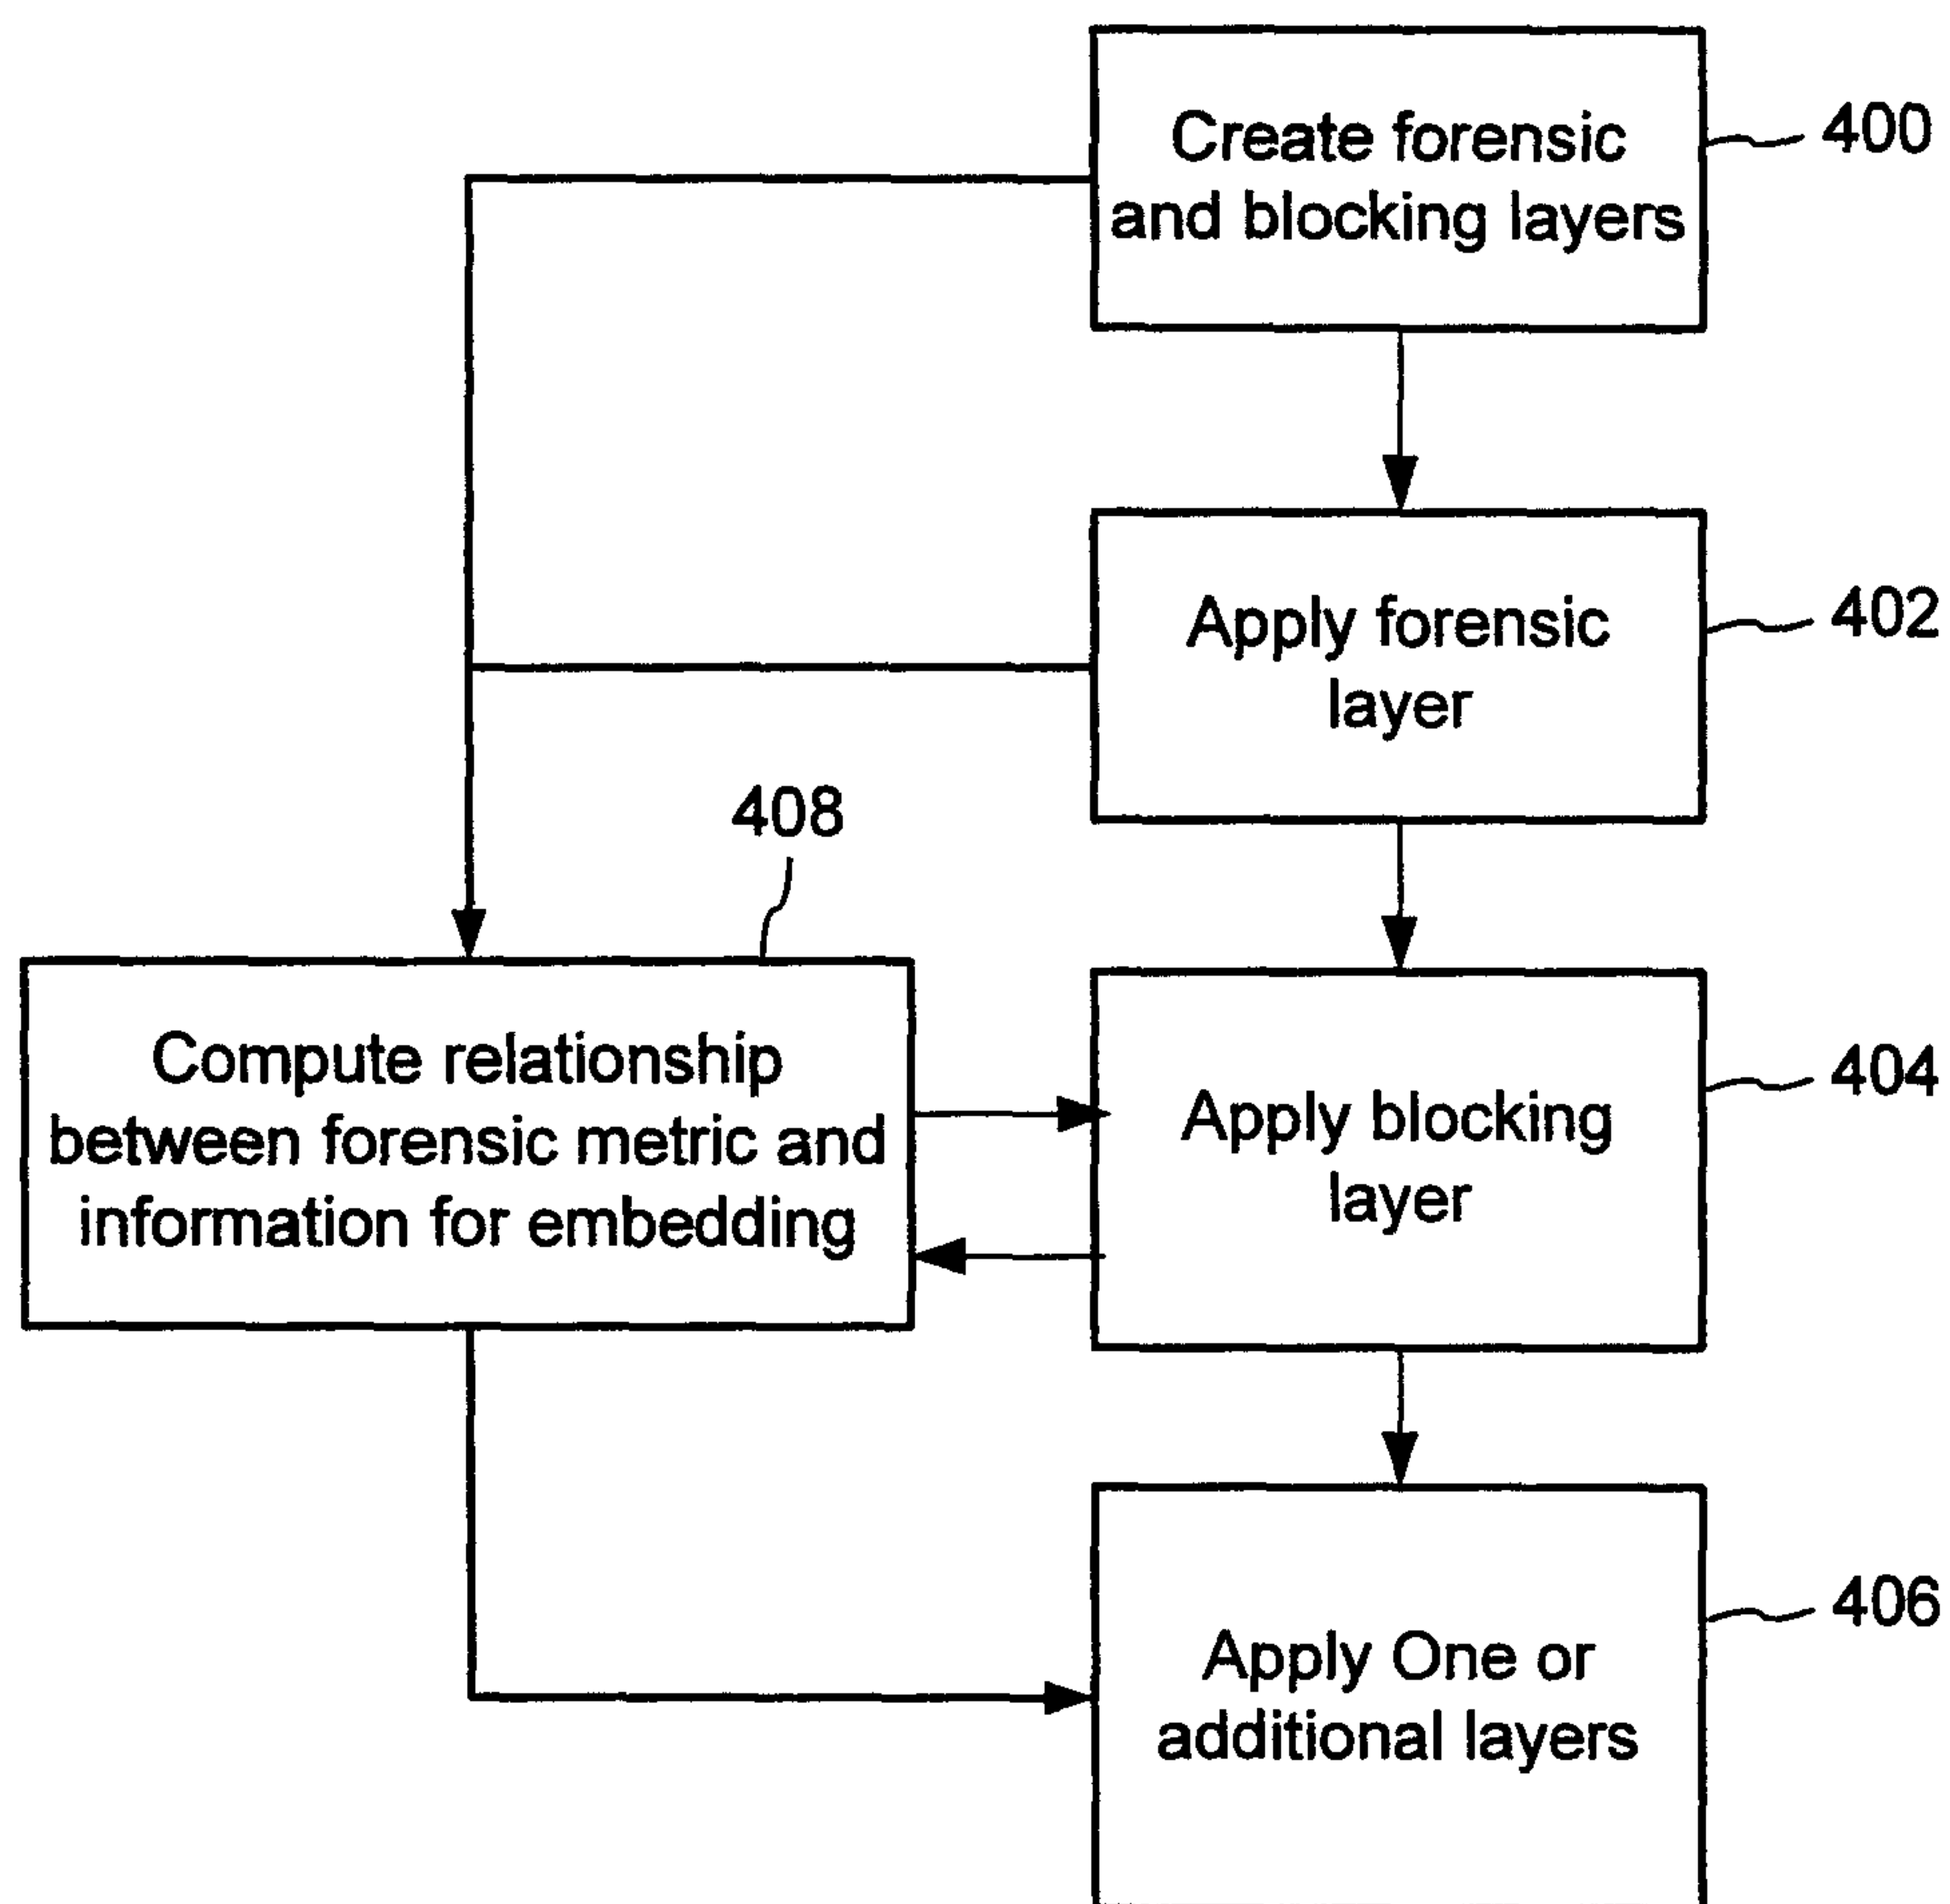 Create forensic
and blocking layers
400
Apply forensic
layer
402
408
Compute relationship
between forensic metric and
information for embedding
Apply blocking
layer
404
Apply One or
additional layers
406